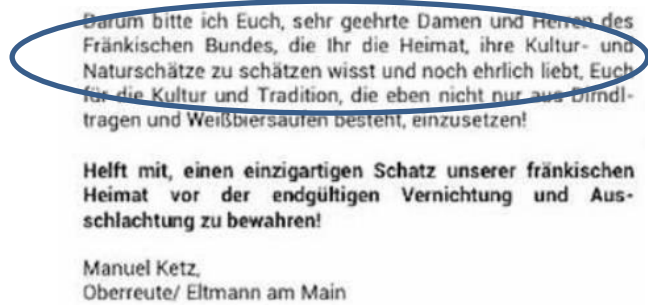 Darum bitte ich Euch, sehr geehrte Damen und Herren des
Fränkischen Bundes, die Ihr die Heimat, ihre Kultur- und
Naturschätze zu schätzen wisst und noch ehrlich liebt, Euch
für die Kultur und Tradition, die eben nicht nur aus Dirndl-
tragen und Weißbiersaufen besteht, einzusetzen!
Helft mit, einen einzigartigen Schatz unserer fränkischen
Heimat vor der endgültigen Vernichtung und Aus-
schlachtung zu bewahren!
Manuel Ketz,
Oberreute/ Eltmann am Main